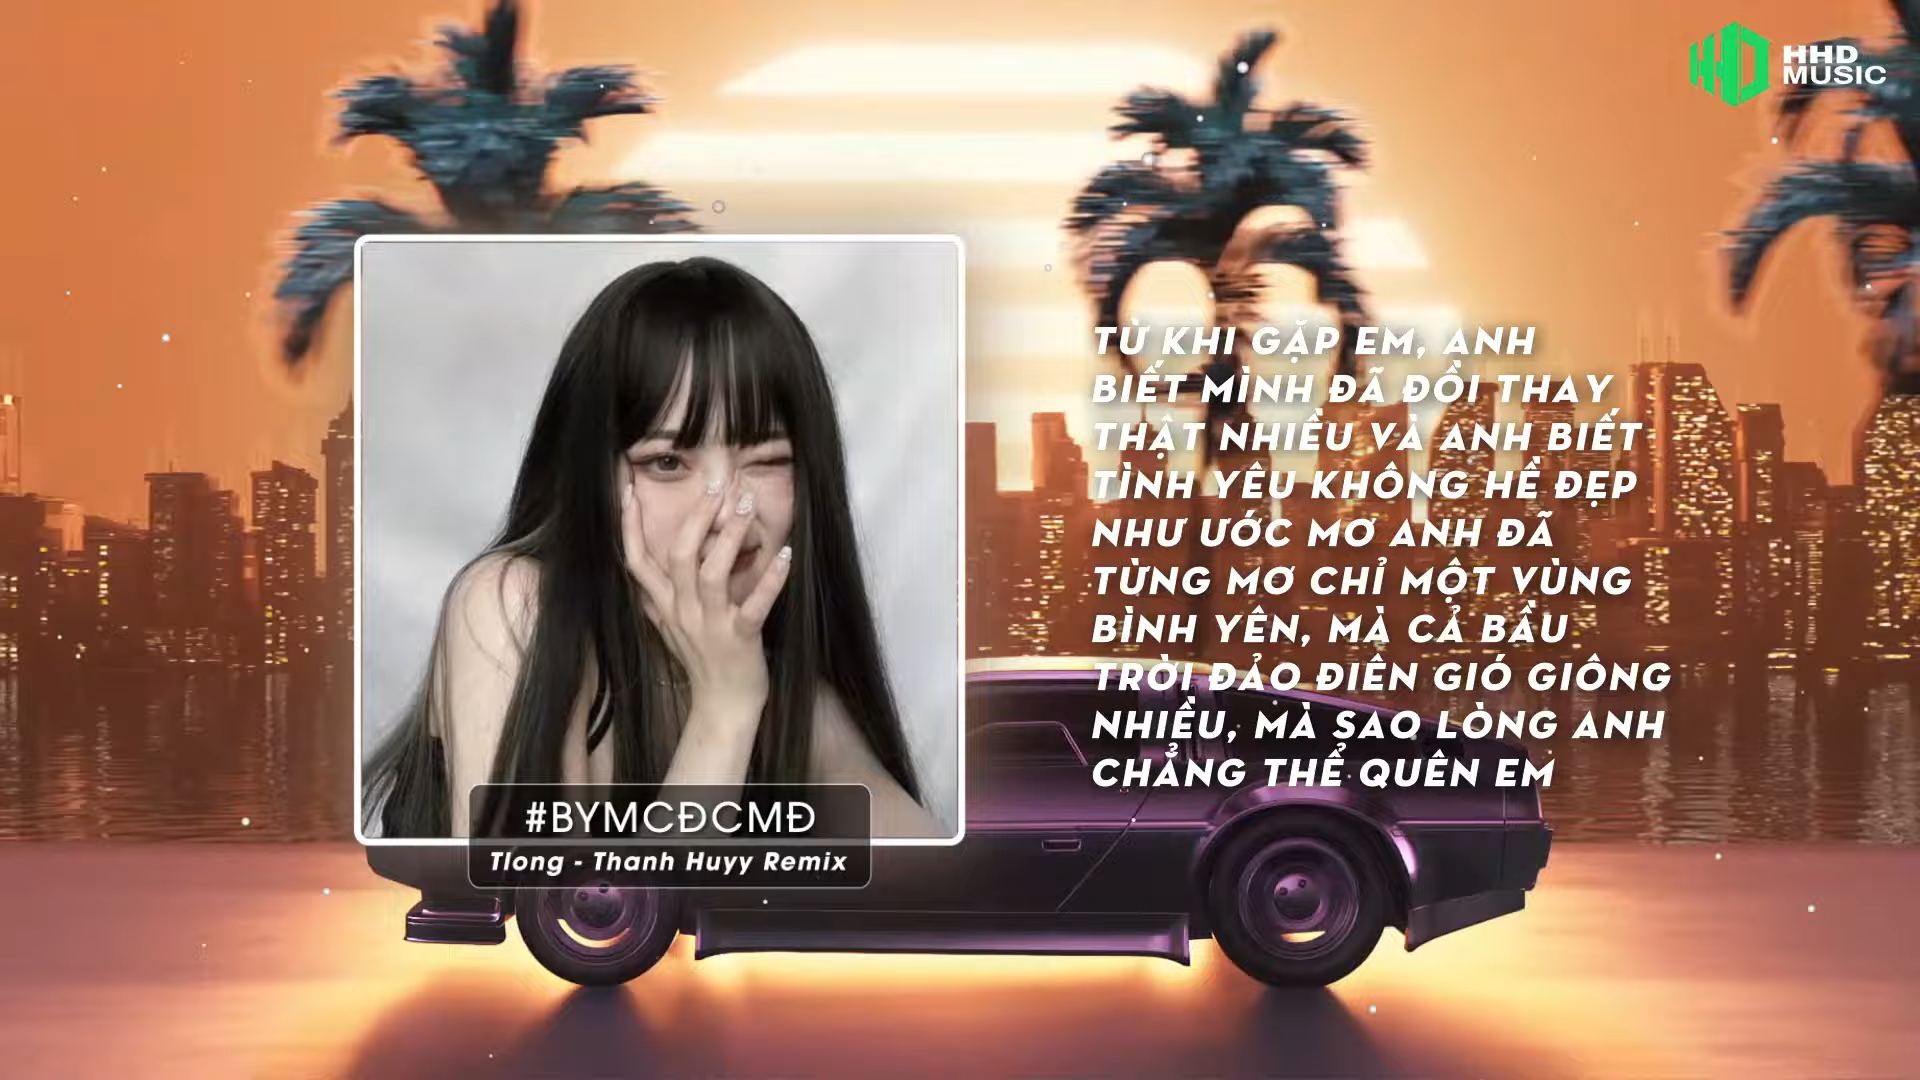 HHD
MUSIC
TỪ KHI GẶP EM, ANH
BIẾT MÌNH ĐÃ ĐỒI THAY
THẬT NHIỀU VÀ ANH BIẾT
TÌNH YÊU KHÔNG HỀ ĐẸP
NHƯ ƯỚC MƠ ANH ĐÃ
TỪNG MƠ CHỈ MỘT VÙNG
BÌNH YÊN, MÀ CẢ BẦU
TRỜI ĐẢO ĐIÊN GIÓ GIÔNG
NHIỀU, MÀ SAO LÒNG ANH
CHẲNG THỂ QUÊN EM
#BYMCĐCMĐ
Tlong - Thanh Huyy Remix